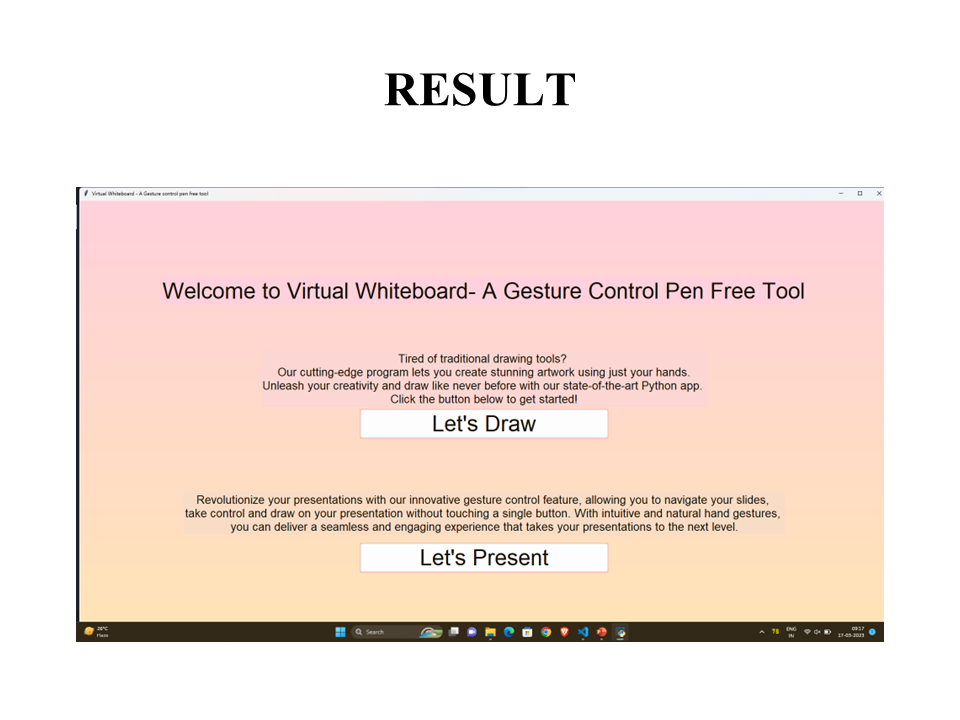 RESULT
Virtual Whiteboard - A Gesture control pen free tool
Welcome to Virtual Whiteboard- A Gesture Control Pen Free Tool
Tired of traditional drawing tools?
Our cutting-edge program lets you create stunning artwork using just your hands.
Unleash your creativity and draw like never before with our state-of-the-art Python app.
Click the button below to get started!
Let's Draw
Revolutionize your presentations with our innovative gesture control feature, allowing you to navigate your slides,
take control and draw on your presentation without touching a single button. With intuitive and natural hand gestures,
you can deliver a seamless and engaging experience that takes your presentations to the next level.
Let's Present
Search
ENG
IN
17-05-2025